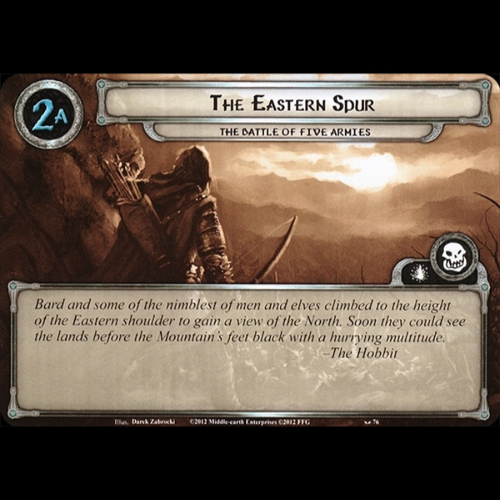 2A
THE EASTERN SPUR
THE BATTLE OF FIVE ARMIES
Bard and some of the nimblest of men and elves climbed to the height
of the Eastern shoulder to gain a view of the North. Soon they could see
the lands before the Mountain's feet black with a hurrying multitude.
–The Hobbit
Illus. Darek Zabrocki ©2012 Middle-earth Enterprises ©2012 FFG 76